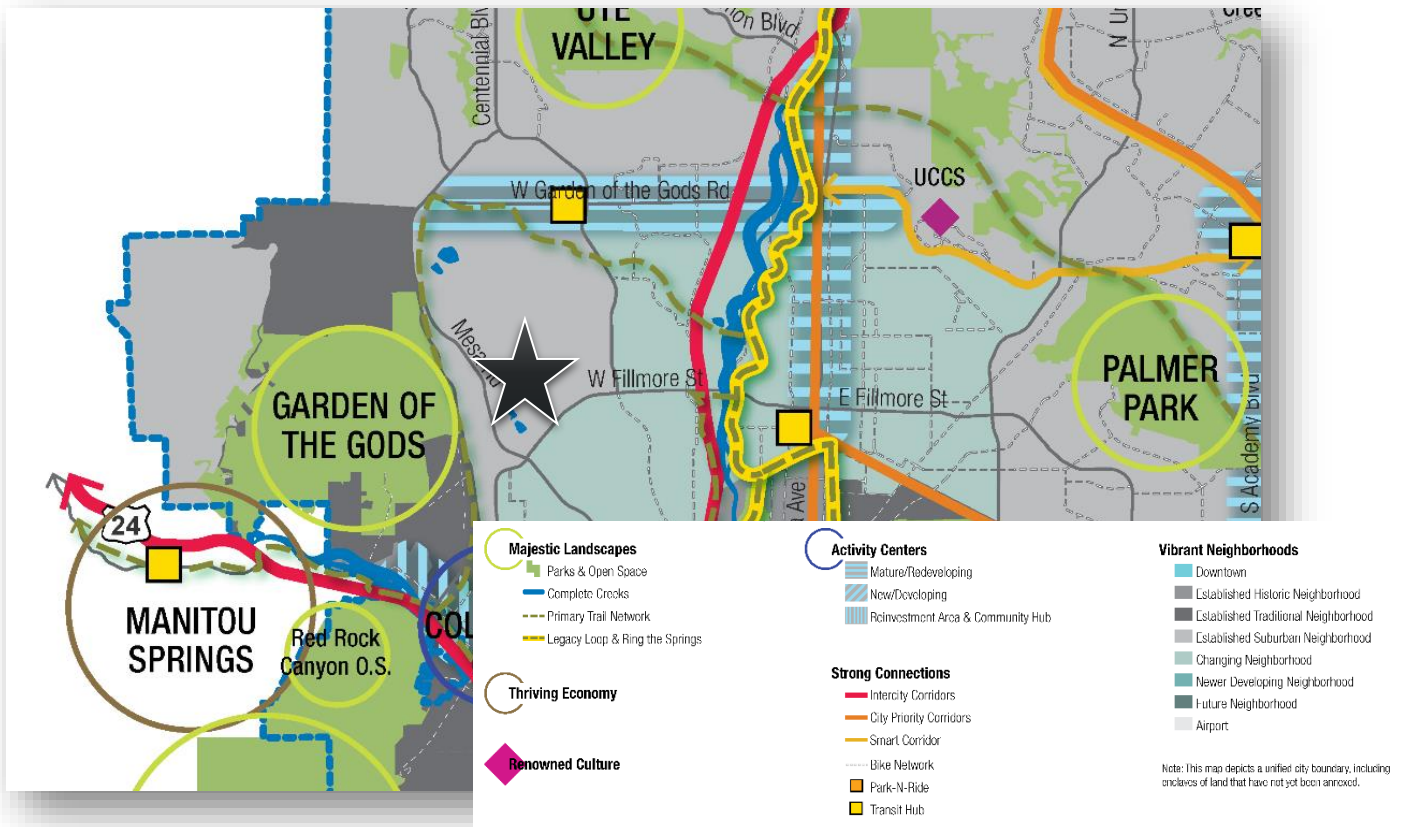 UTE
VALLEY
Centennial Blv
non Blvd
N Un
Cree
W Garden of the Gods Rd
UCCS
Mesa
W Fillmore St
E Fillmore St
GARDEN OF
THE GODS
PALMER
PARK
S Academy Blvd
a Ave
24
MANITOU
SPRINGS
Red Rock
Canyon O.S.
COL
Majestic Landscapes
Parks & Open Space
Complete Creeks
Primary Trail Network
Legacy Loop & Ring the Springs
Thriving Economy
Renowned Culture
Activity Centers
Mature/Redeveloping
New/Developing
Reinvestment Area & Community Hub
Strong Connections
Intercity Corridors
City Priority Corridors
Smart Corridor
Bike Network
Park-N-Ride
Transit Hub
Vibrant Neighborhoods
Downtown
Established Historic Neighborhood
Established Traditional Neighborhood
Established Suburban Neighborhood
Changing Neighborhood
Newer Developing Neighborhood
Future Neighborhood
Airport
Note: This map depicts a unified city boundary, including
enclaves of land that have not yet been annexed.